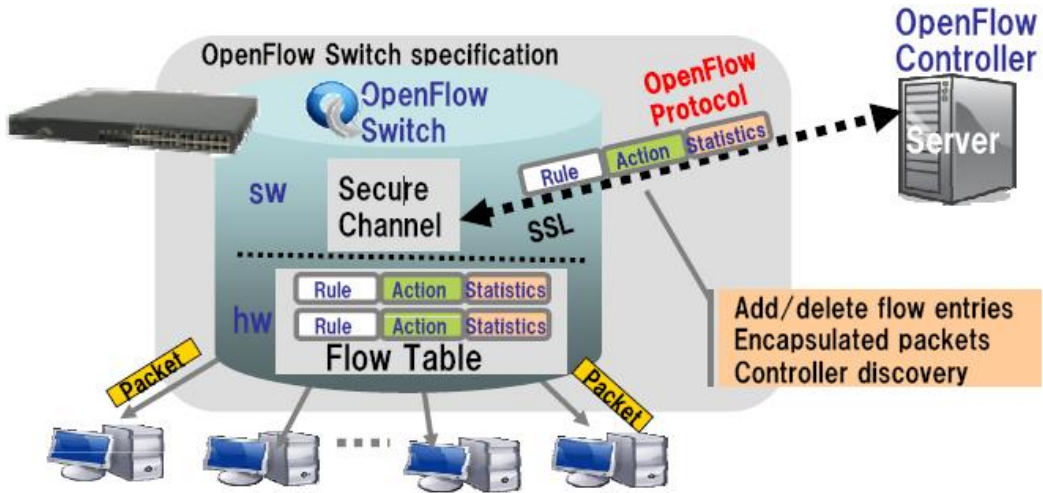 OpenFlow Switch specification
OpenFlow
Switch
OpenFlow
Protocol
OpenFlow
Controller
Server
Rule Action Statistics
SSL
sw
Secure
Channel
hw
Rule Action Statistics
Rule Action Statistics
Flow Table
Add/delete flow entries
Encapsulated packets
Controller discovery
Packet
Packet